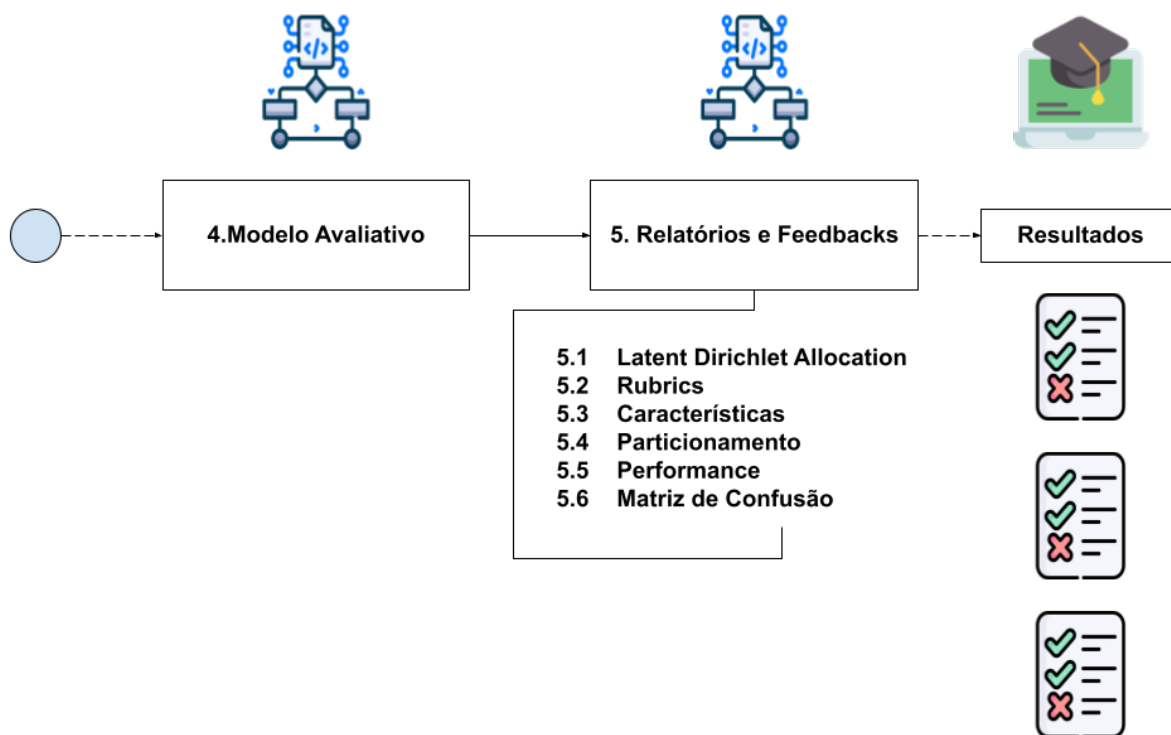 </>
</>
4.Modelo Avaliativo
5. Relatórios e Feedbacks
Resultados
5.1 Latent Dirichlet Allocation
5.2 Rubrics
5.3 Característícas
5.4 Particionamento
5.5 Performance
5.6 Matriz de Confusão